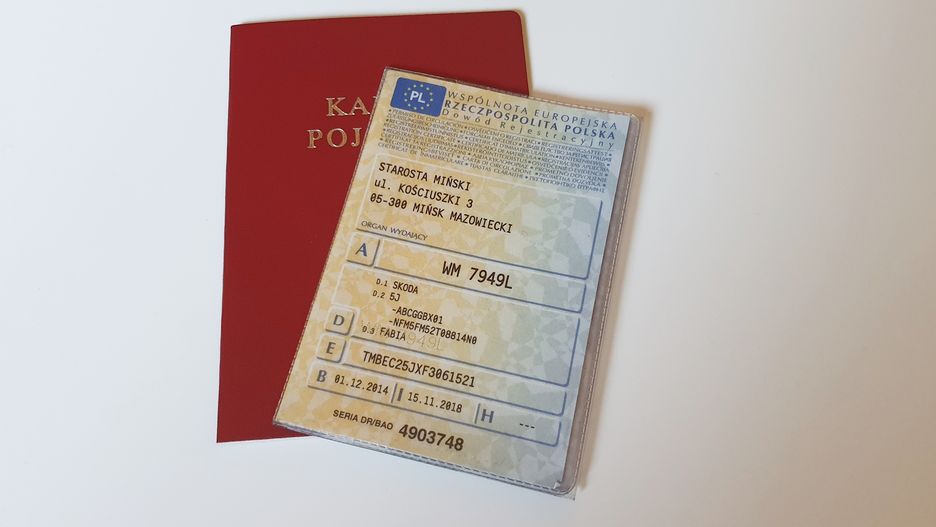 KA
POJ
PL
WSPÓLNOTA EUROPEJSKA
RZECZPOSPOLITA POLSKA
Dowód Rejestracyjny
STAROSTA MIŃSKI
ul. KOŚCIUSZKI 3
05-300 MIŃSK MAZOWIECKI
ORGAN WYDAJĄCY
A WM 7949L
D.1 SKODA
D.2 5J
-ABCGGBX01
-NFM5FM52T08B14N0
D D.3 FABIA
949L
E TMBEC25JXF3061521
B 01.12.2014 I 15.11.2018 H ---
SERIA DR/BAO 4903748